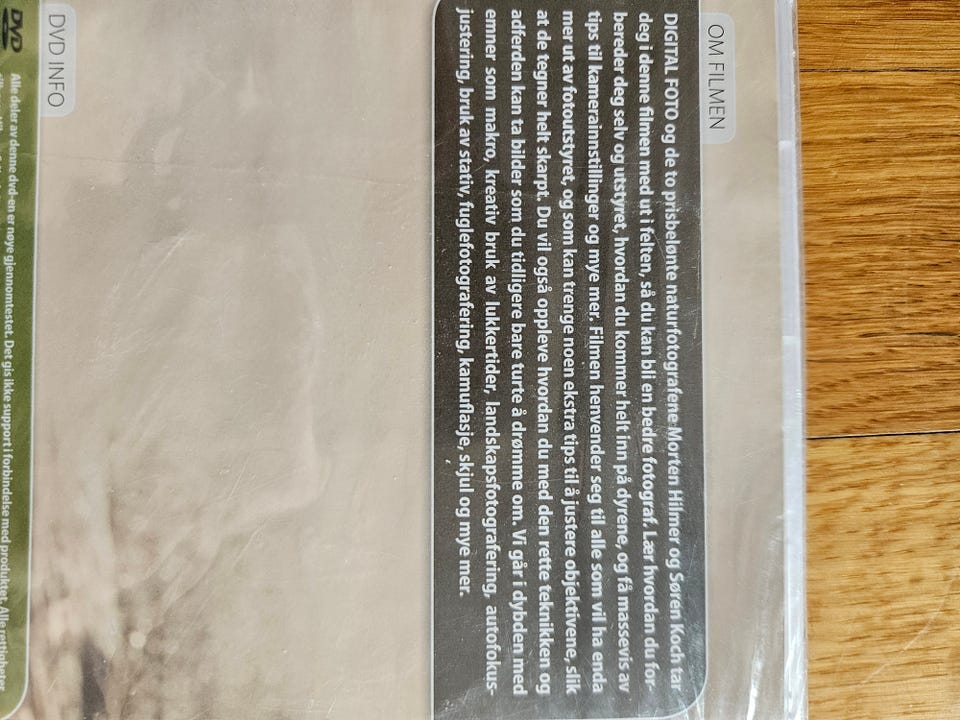 OM FILMEN
DIGITAL FOTO og de to prisbelønte naturfotografene Morten Hilmer og Søren Koch tar
deg i denne filmen med ut i felten, så du kan bli en bedre fotograf. Lær hvordan du for-
bereder deg selv og utstyret, hvordan du kommer helt inn på dyrene, og få massevis av
tips til kamerainnstillinger og mye mer. Filmen henvender seg til alle som vil ha enda
mer ut av fotoutstyret, og som kan trenge noen ekstra tips til å justere objektivene, slik
at de tegner helt skarpt. Du vil også oppleve hvordan du med den rette teknikken og
adferden kan ta bilder som du tidligere bare turte å drømme om. Vi går i dybden med
emner som makro, kreativ bruk av lukkertider, landskapsfotografering, autofokus-
justering, bruk av stativ, fuglefotografering, kamuflasje, skjul og mye mer.
DVD INFO
DVD
Alle deler av denne dvd-en er nøye gjennomtestet. Det gis ikke support i forbindelse med produktet. Alle rettigheter